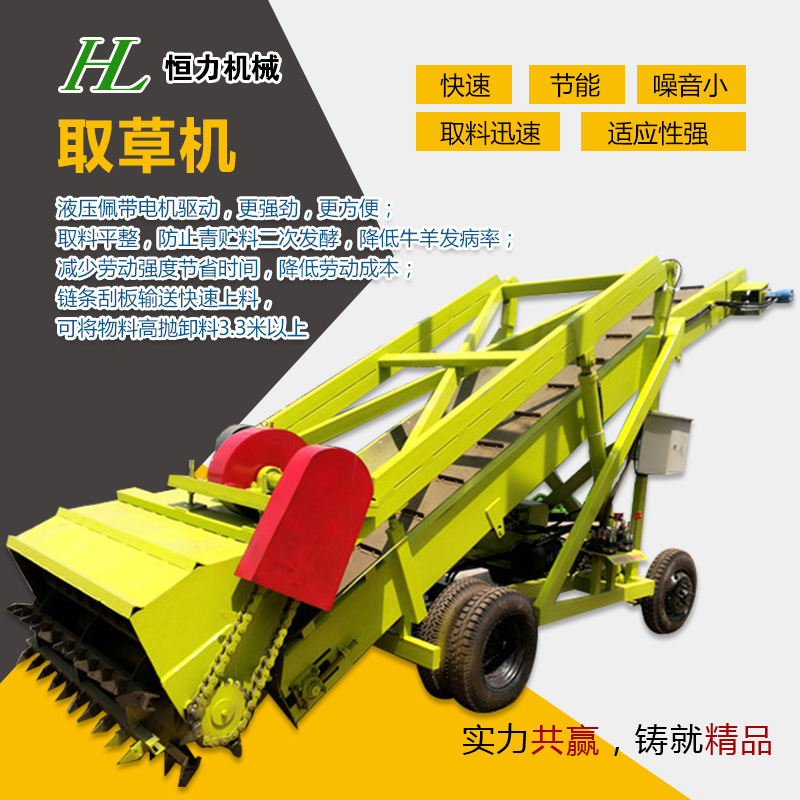 HL 恒力机械
快速 节能 噪音小
取料迅速 适应性强
取草机
液压佩带电机驱动，更强劲，更方便；
取料平整，防止青贮料二次发酵，降低牛羊发病率；
减少劳动强度节省时间，降低劳动成本；
链条刮板输送快速上料，
可将物料高抛卸料3.3米以上
实力共赢，铸就精品